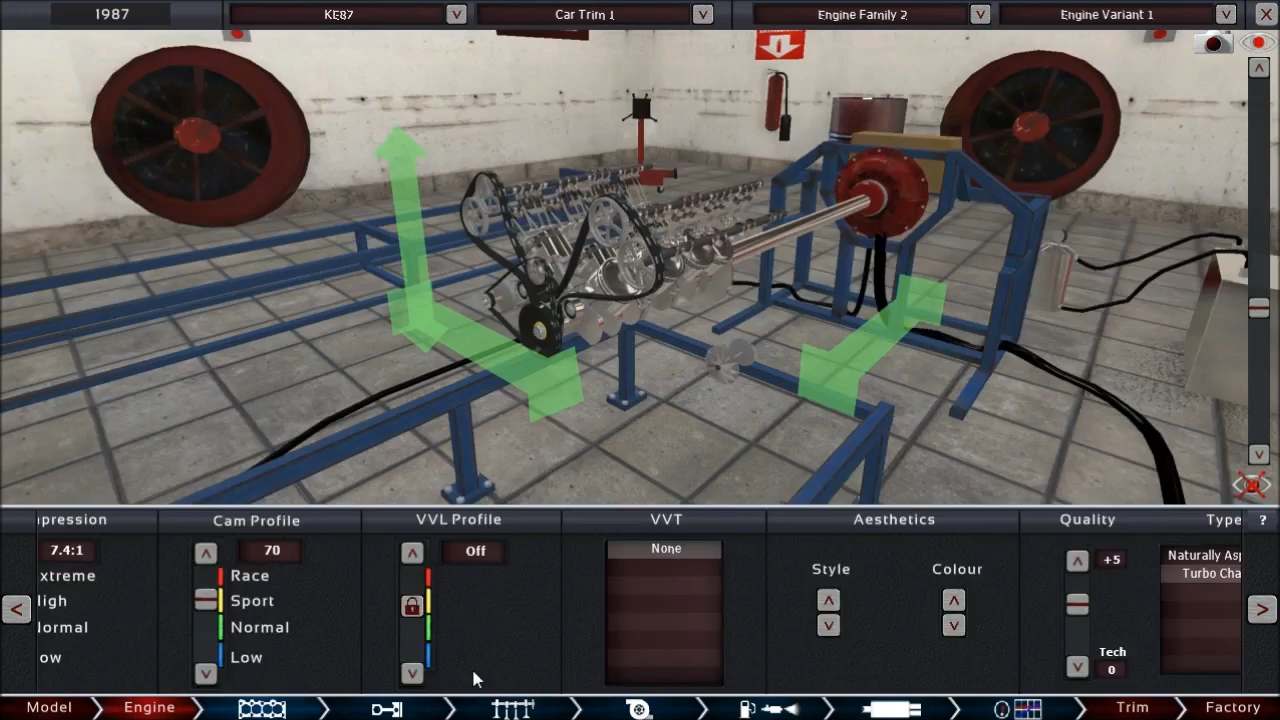 1987 KE87 Car Trim 1 Engine Family 2 Engine Variant 1
pression Cam Profile VVL Profile VVT Aesthetics Quality Type ?
7.4:1 70 Off None +5 Naturally Asp
xtreme Race Style Colour Turbo Cha
igh Sport
ormal Normal
ow Low Tech
0
Model Engine Trim Factory